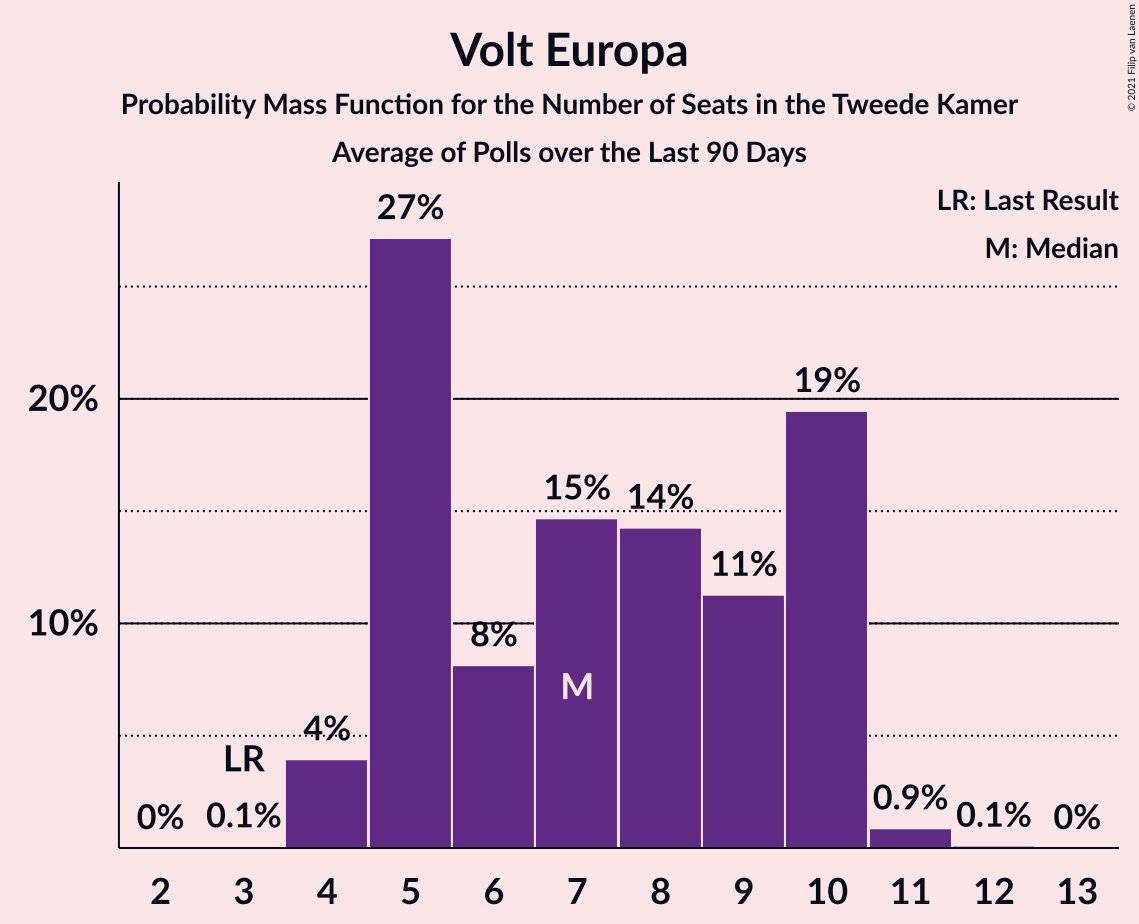 Volt Europa
Probability Mass Function for the Number of Seats in the Tweede Kamer
Average of Polls over the Last 90 Days
© 2021 Filip van Laenen
LR: Last Result
M: Median
20%
10%
0%
0.1%
LR
4%
27%
8%
15%
M
14%
11%
19%
0.9%
0.1%
0%
2 3 4 5 6 7 8 9 10 11 12 13